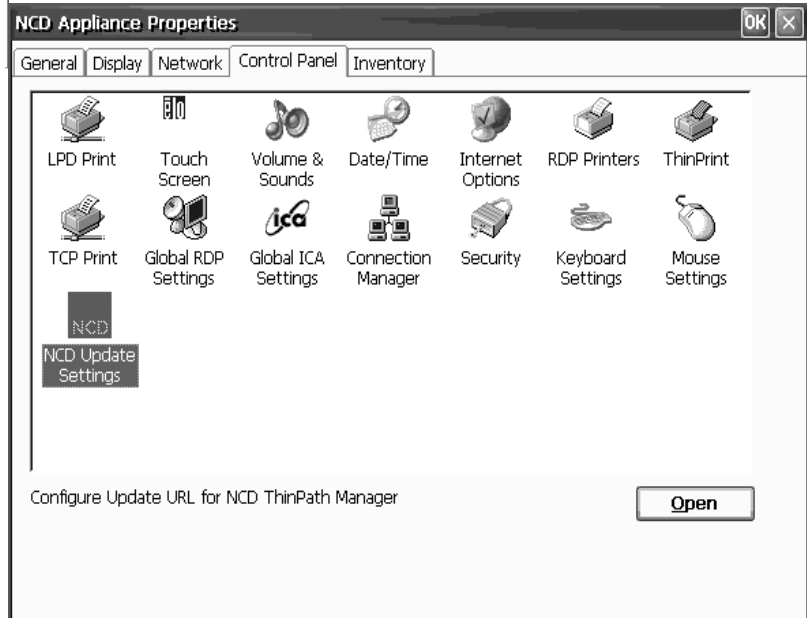 NCD Appliance Properties OK
General Display Network Control Panel Inventory
LPD Print Touch Screen Volume & Sounds Date/Time Internet Options RDP Printers ThinPrint
ica
TCP Print Global RDP Settings Global ICA Settings Connection Manager Security Keyboard Settings Mouse Settings
NCD
NCD Update
Settings
Configure Update URL for NCD ThinPath Manager
Open